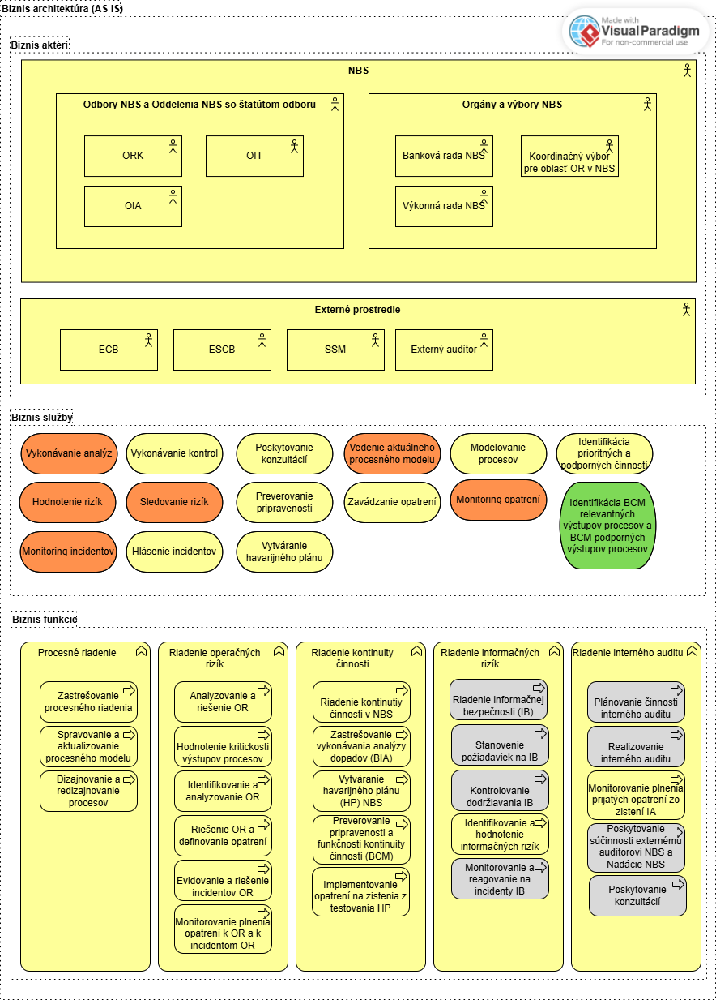 Biznis architektúra (AS IS)
Made with
VisualParadigm
For non-commercial use
Biznis aktéri
NBS
Odbory NBS a Oddelenia NBS so štatútom odboru
ORK
OIT
OIA
Orgány a výbory NBS
Banková rada NBS
Koordinačný výbor
pre oblasť OR v NBS
Výkonná rada NBS
Externé prostredie
ECB
ESCB
SSM
Externý audítor
Biznis služby
Vykonávanie analýz
Vykonávanie kontrol
Poskytovanie
konzultácií
Vedenie aktuálneho
procesného modelu
Modelovanie
procesov
Identifikácia
prioritných a
podporných činností
Hodnotenie rizík
Sledovanie rizík
Preverovanie
pripravenosti
Zavádzanie opatrení
Monitoring opatrení
Identifikácia BCM
relevantných
výstupov procesov a
BCM podporných
výstupov procesov
Monitoring incidentov
Hlásenie incidentov
Vytváranie
havarijného plánu
Biznis funkcie
Procesné riadenie
Zastrešovanie
procesného riadenia
Spravovanie a
aktualizovanie
procesného modelu
Dizajnovanie a
redizajnovanie
procesov
Riadenie operačných
rizík
Analyzovanie a
riešenie OR
Hodnotenie kritickosti
výstupov procesov
Identifikovanie a
analyzovanie OR
Riešenie OR a
definovanie opatrení
Evidovanie a riešenie
incidentov OR
Monitorovanie plnenia
opatrení k OR a k
incidentom OR
Riadenie kontinuity
činnosti
Riadenie kontinutiy
činnosti v NBS
Zastrešovanie
vykonávania analýzy
dopadov (BIA)
Vytváranie
havarijného plánu
(HP) NBS
Preverovanie
pripravenosti a
funkčnosti kontinuity
činnosti (BCM)
Implementovanie
opatrení na zistenia z
testovania HP
Riadenie informačných
rizík
Riadenie informačnej
bezpečnosti (IB)
Stanovenie
požiadaviek na IB
Kontrolovanie
dodržiavania IB
Identifikovanie a
hodnotenie
informačných rizík
Monitorovanie a
reagovanie na
incidenty IB
Riadenie interného auditu
Plánovanie činnosti
interného auditu
Realizovanie
interného auditu
Monitorovanie plnenia
prijatých opatrení zo
zistení IA
Poskytovanie
súčinnosti externému
audítorovi NBS a
Nadácie NBS
Poskytovanie
konzultácií